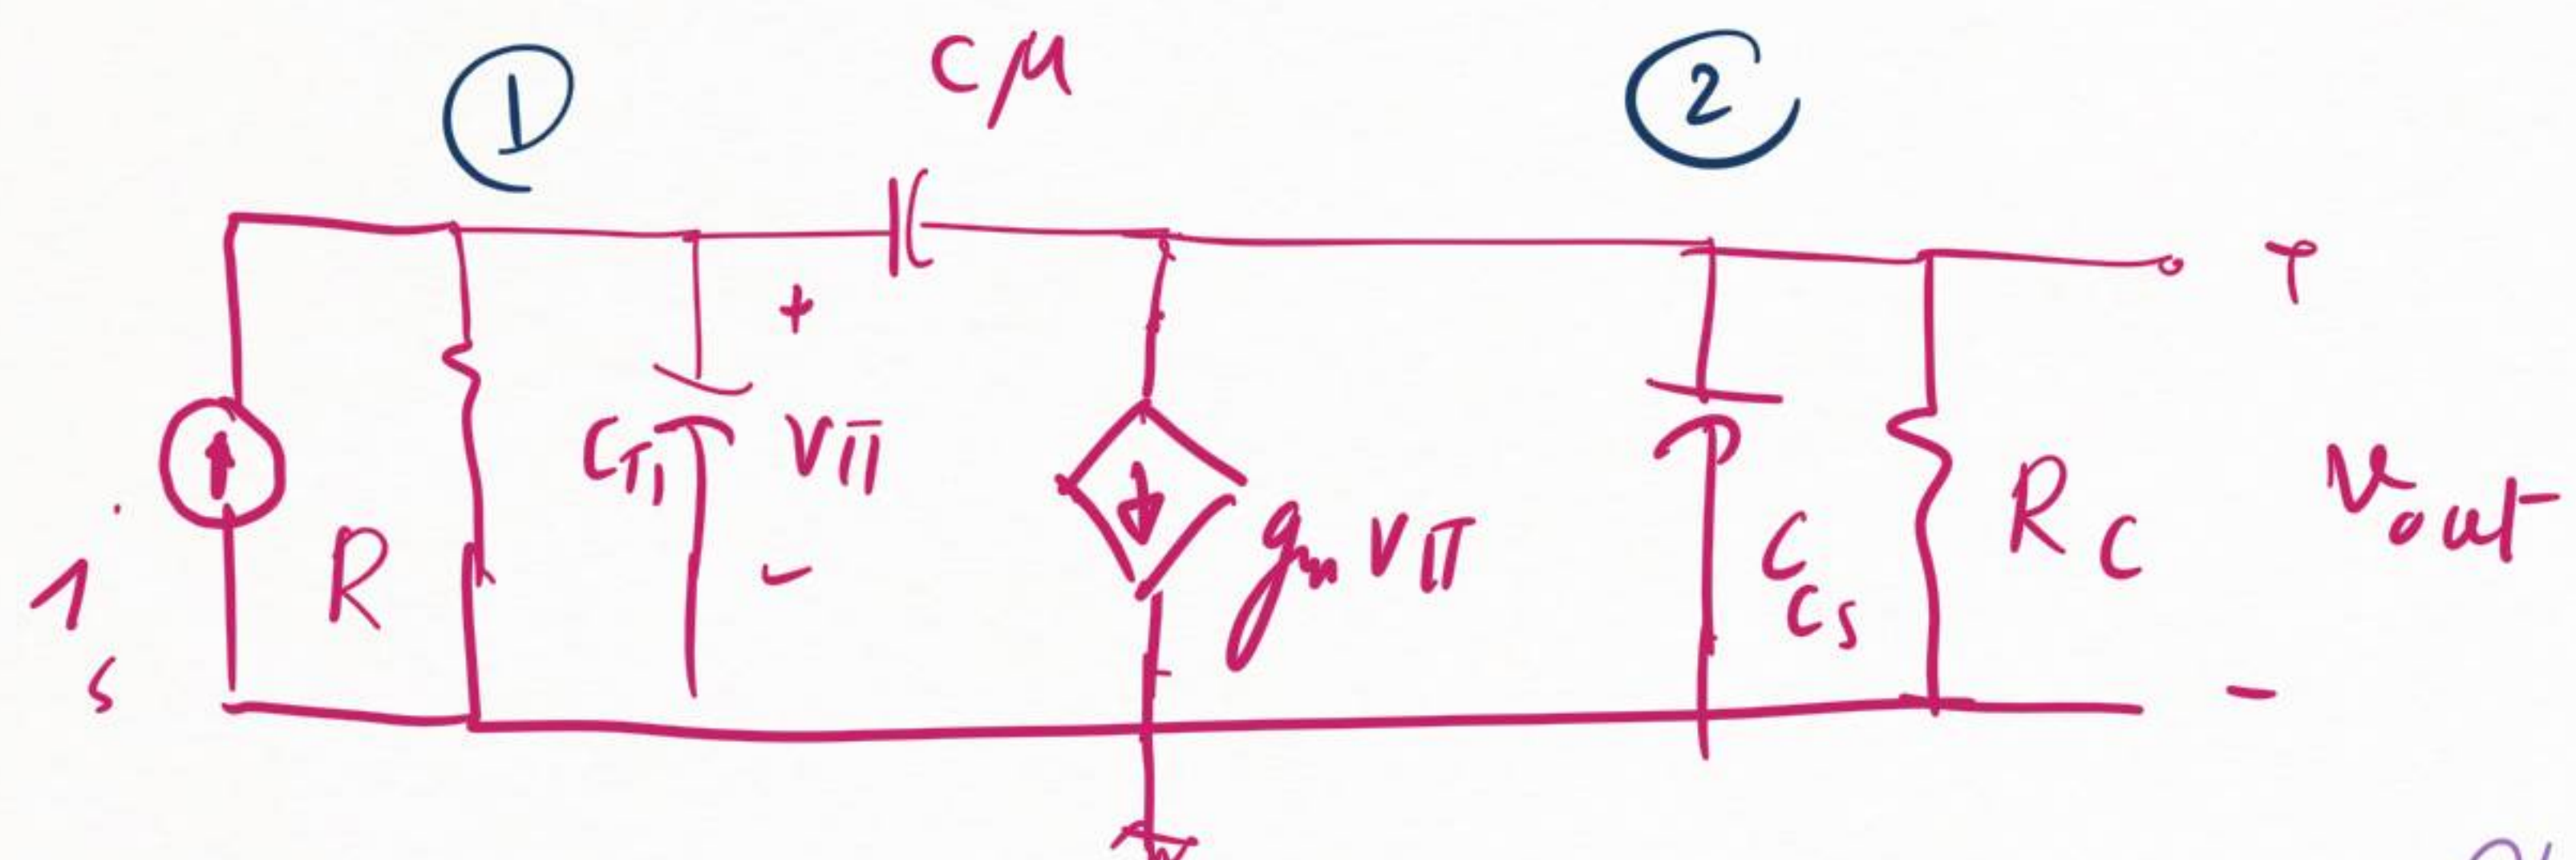 ① Cμ ②
+ +
R Cπ Vπ gm Vπ Ccs Rc Vout
is - -